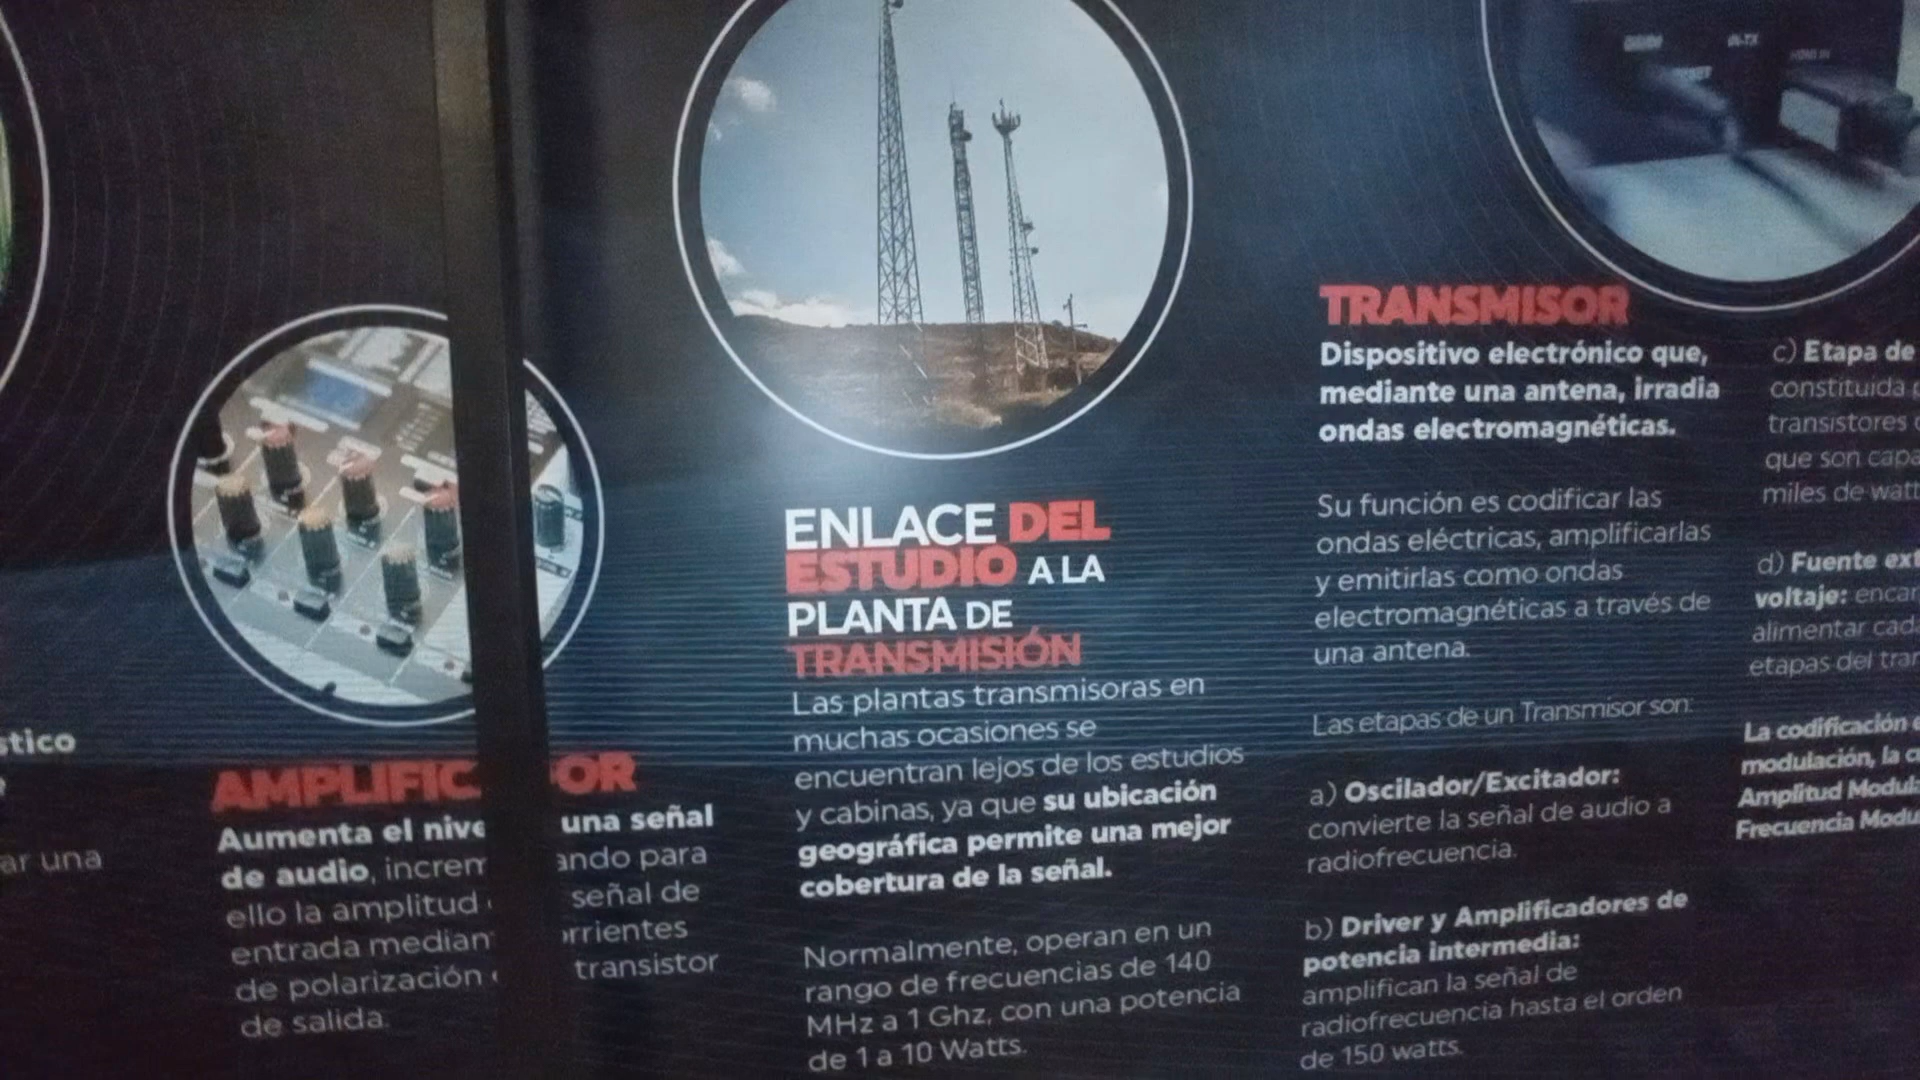 stico
ar una
AMPLIFIC OR
Aumenta el nive una señal
de audio, increm ando para
ello la amplitud señal de
entrada median rrientes
de polarización transistor
de salida.
ENLACE DEL
ESTUDIO A LA
PLANTA DE
TRANSMISIÓN
Las plantas transmisoras en
muchas ocasiones se
encuentran lejos de los estudios
y cabinas, ya que su ubicación
geográfica permite una mejor
cobertura de la señal.
Normalmente, operan en un
rango de frecuencias de 140
MHz a 1 Ghz, con una potencia
de 1 a 10 Watts.
HDMI IN
TRANSMISOR
Dispositivo electrónico que,
mediante una antena, irradia
ondas electromagnéticas.
Su función es codificar las
ondas eléctricas, amplificarlas
y emitirlas como ondas
electromagnéticas a través de
una antena.
Las etapas de un Transmisor son:
a) Oscilador/Excitador:
convierte la señal de audio a
radiofrecuencia.
b) Driver y Amplificadores de
potencia intermedia:
amplifican la señal de
radiofrecuencia hasta el orden
de 150 watts.
c) Etapa de
constituida
transistores
que son capa
miles de watt
d) Fuente ext
voltaje: encar
alimentar cad
etapas del tran
La codificación
modulación, la
Amplitud Modula
Frecuencia Modu